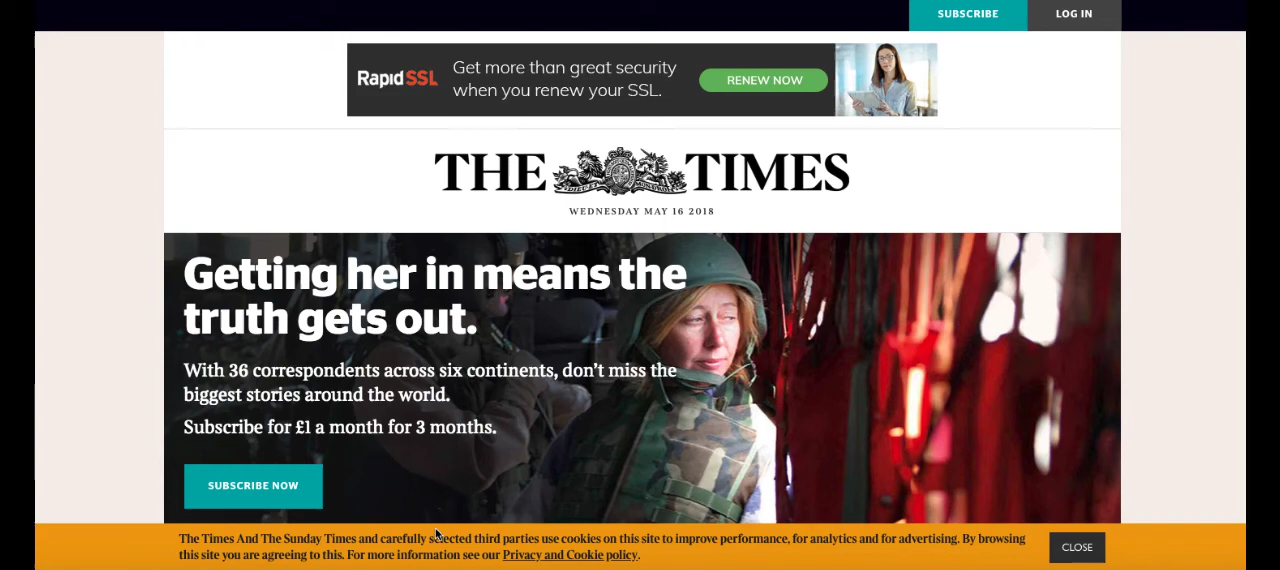 SUBSCRIBE LOG IN
RapidSSL
Get more than great security
when you renew your SSL.
RENEW NOW
THE TIMES
WEDNESDAY MAY 16 2018
Getting her in means the
truth gets out.
With 36 correspondents across six continents, don't miss the
biggest stories around the world.
Subscribe for £1 a month for 3 months.
SUBSCRIBE NOW
The Times And The Sunday Times and carefully selected third parties use cookies on this site to improve performance, for analytics and for advertising. By browsing
this site you are agreeing to this. For more information see our Privacy and Cookie policy.
CLOSE